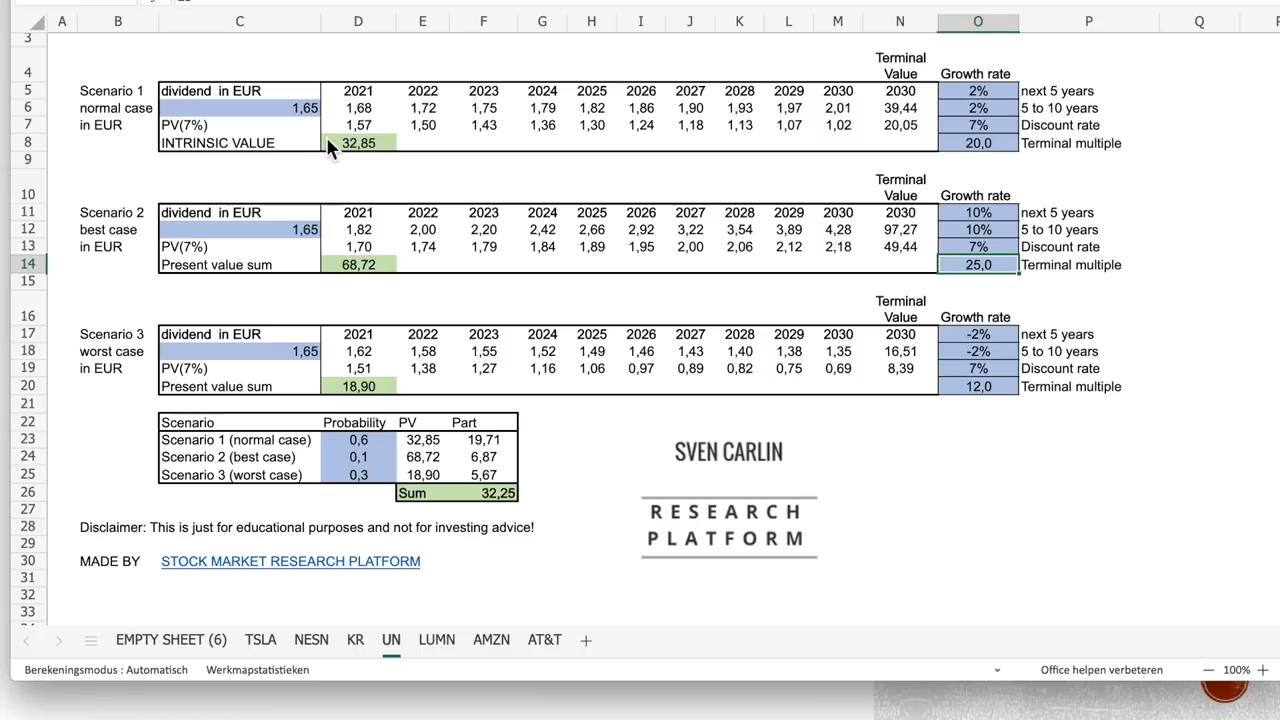 A B C D E F G H I J K L M N O P Q
3
Terminal
4 Value Growth rate
5 Scenario 1 dividend in EUR 2021 2022 2023 2024 2025 2026 2027 2028 2029 2030 2030 2% next 5 years
6 normal case 1,65 1,68 1,72 1,75 1,79 1,82 1,86 1,90 1,93 1,97 2,01 39,44 2% 5 to 10 years
7 in EUR PV(7%) 1,57 1,50 1,43 1,36 1,30 1,24 1,18 1,13 1,07 1,02 20,05 7% Discount rate
8 INTRINSIC VALUE 32,85 20,0 Terminal multiple
9
Terminal
10 Value Growth rate
11 Scenario 2 dividend in EUR 2021 2022 2023 2024 2025 2026 2027 2028 2029 2030 2030 10% next 5 years
12 best case 1,65 1,82 2,00 2,20 2,42 2,66 2,92 3,22 3,54 3,89 4,28 97,27 10% 5 to 10 years
13 in EUR PV(7%) 1,70 1,74 1,79 1,84 1,89 1,95 2,00 2,06 2,12 2,18 49,44 7% Discount rate
14 Present value sum 68,72 25,0 Terminal multiple
15
Terminal
16 Value Growth rate
17 Scenario 3 dividend in EUR 2021 2022 2023 2024 2025 2026 2027 2028 2029 2030 2030 -2% next 5 years
18 worst case 1,65 1,62 1,58 1,55 1,52 1,49 1,46 1,43 1,40 1,38 1,35 16,51 -2% 5 to 10 years
19 in EUR PV(7%) 1,51 1,38 1,27 1,16 1,06 0,97 0,89 0,82 0,75 0,69 8,39 7% Discount rate
20 Present value sum 18,90 12,0 Terminal multiple
21
22 Scenario Probability PV Part
23 Scenario 1 (normal case) 0,6 32,85 19,71
24 Scenario 2 (best case) 0,1 68,72 6,87
25 Scenario 3 (worst case) 0,3 18,90 5,67
26 Sum 32,25
SVEN CARLIN
RESEARCH
PLATFORM
27
28 Disclaimer: This is just for educational purposes and not for investing advice!
29
30 MADE BY STOCK MARKET RESEARCH PLATFORM
31
32
33
EMPTY SHEET (6) TSLA NESN KR UN LUMN AMZN AT&T +
Berekeningsmodus : Automatisch Werkmapstatistieken Office helpen verbeteren — 100% +